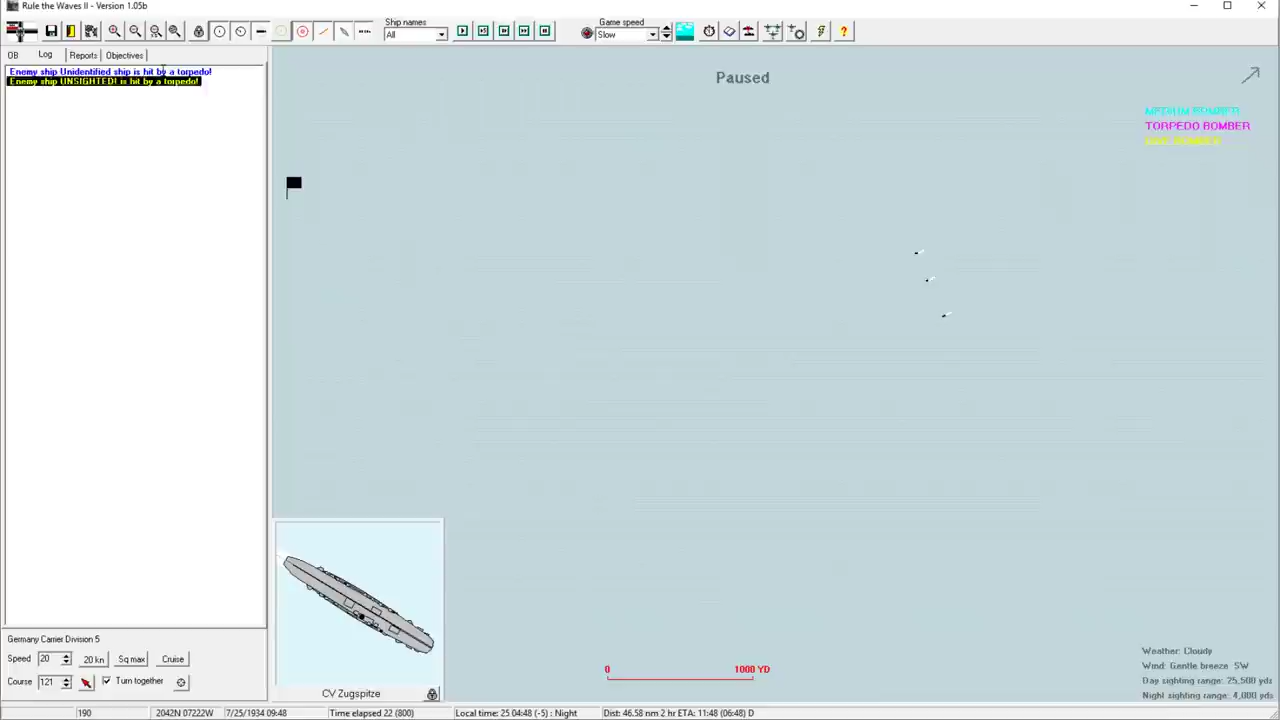 Rule the Waves II - Version 1.05b
Ship names
All
Game speed
Slow
OB
Log
Reports
Objectives
Enemy ship Unidentified ship is hit by a torpedo!
Enemy ship UNSIGHTED! is hit by a torpedo!
Paused
MEDIUM BOMBER
TORPEDO BOMBER
DIVE BOMBER
Germany Carrier Division 5
Speed 20 20 kn Sq max Cruise
Course 121 Turn together
CV Zugspitze
0 1000 YD
Weather: Cloudy
Wind: Gentle breeze SW
Day sighting range: 25,500 yds
Night sighting range: 4,000 yds
190 2042N 07222W 7/25/1934 09:48 Time elapsed 22 (800) Local time: 25 04:48 (-5) : Night Dist: 46.58 nm 2 hr ETA: 11:48 (06:48) D